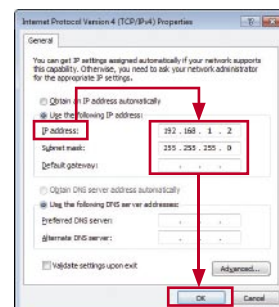 Internet Protocol Version 4 (TCP/IPv4) Properties
General
You can get IP settings assigned automatically if your network supports
this capability. Otherwise, you need to ask your network administrator
for the appropriate IP settings.
Obtain an IP address automatically
Use the following IP address:
IP address: 192 . 168 . 1 . 2
Subnet mask: 255 . 255 . 255 . 0
Default gateway: . . .
Obtain DNS server address automatically
Use the following DNS server addresses:
Preferred DNS server: . . .
Alternate DNS server: . . .
Validate settings upon exit
Advanced...
OK Cancel